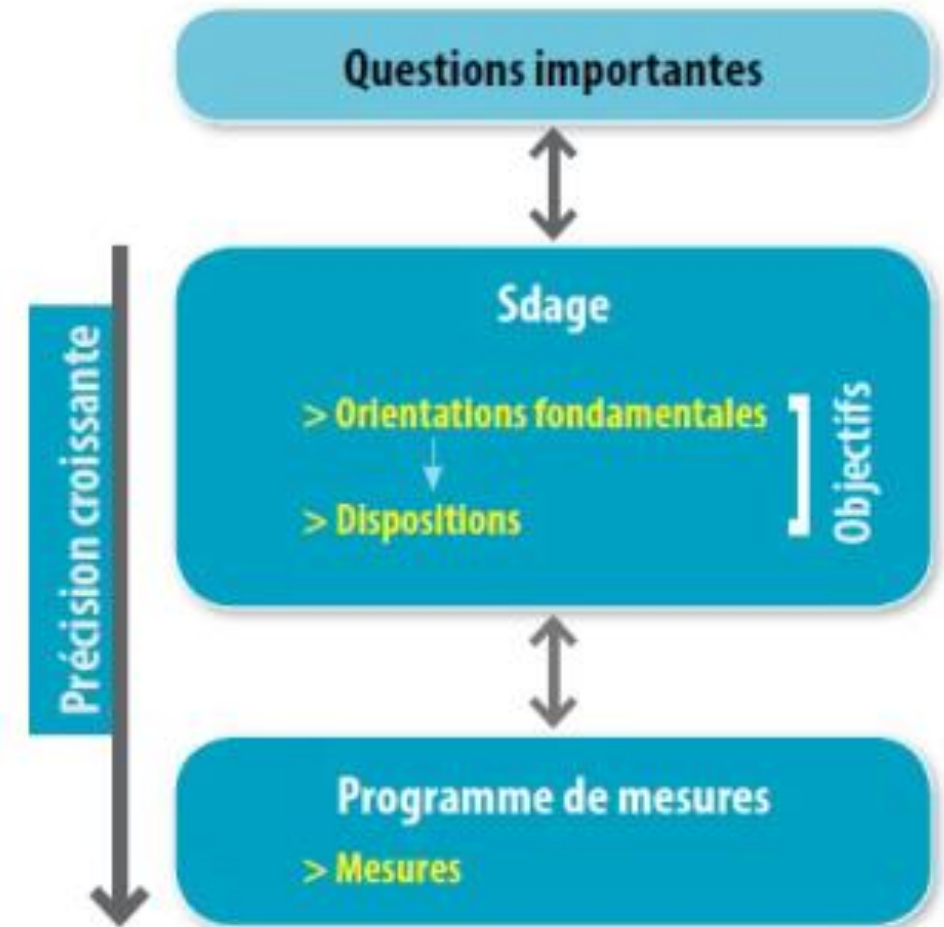 Questions importantes
Précision croissante
Sdage
> Orientations fondamentales
> Dispositions
Objectifs
Programme de mesures
> Mesures